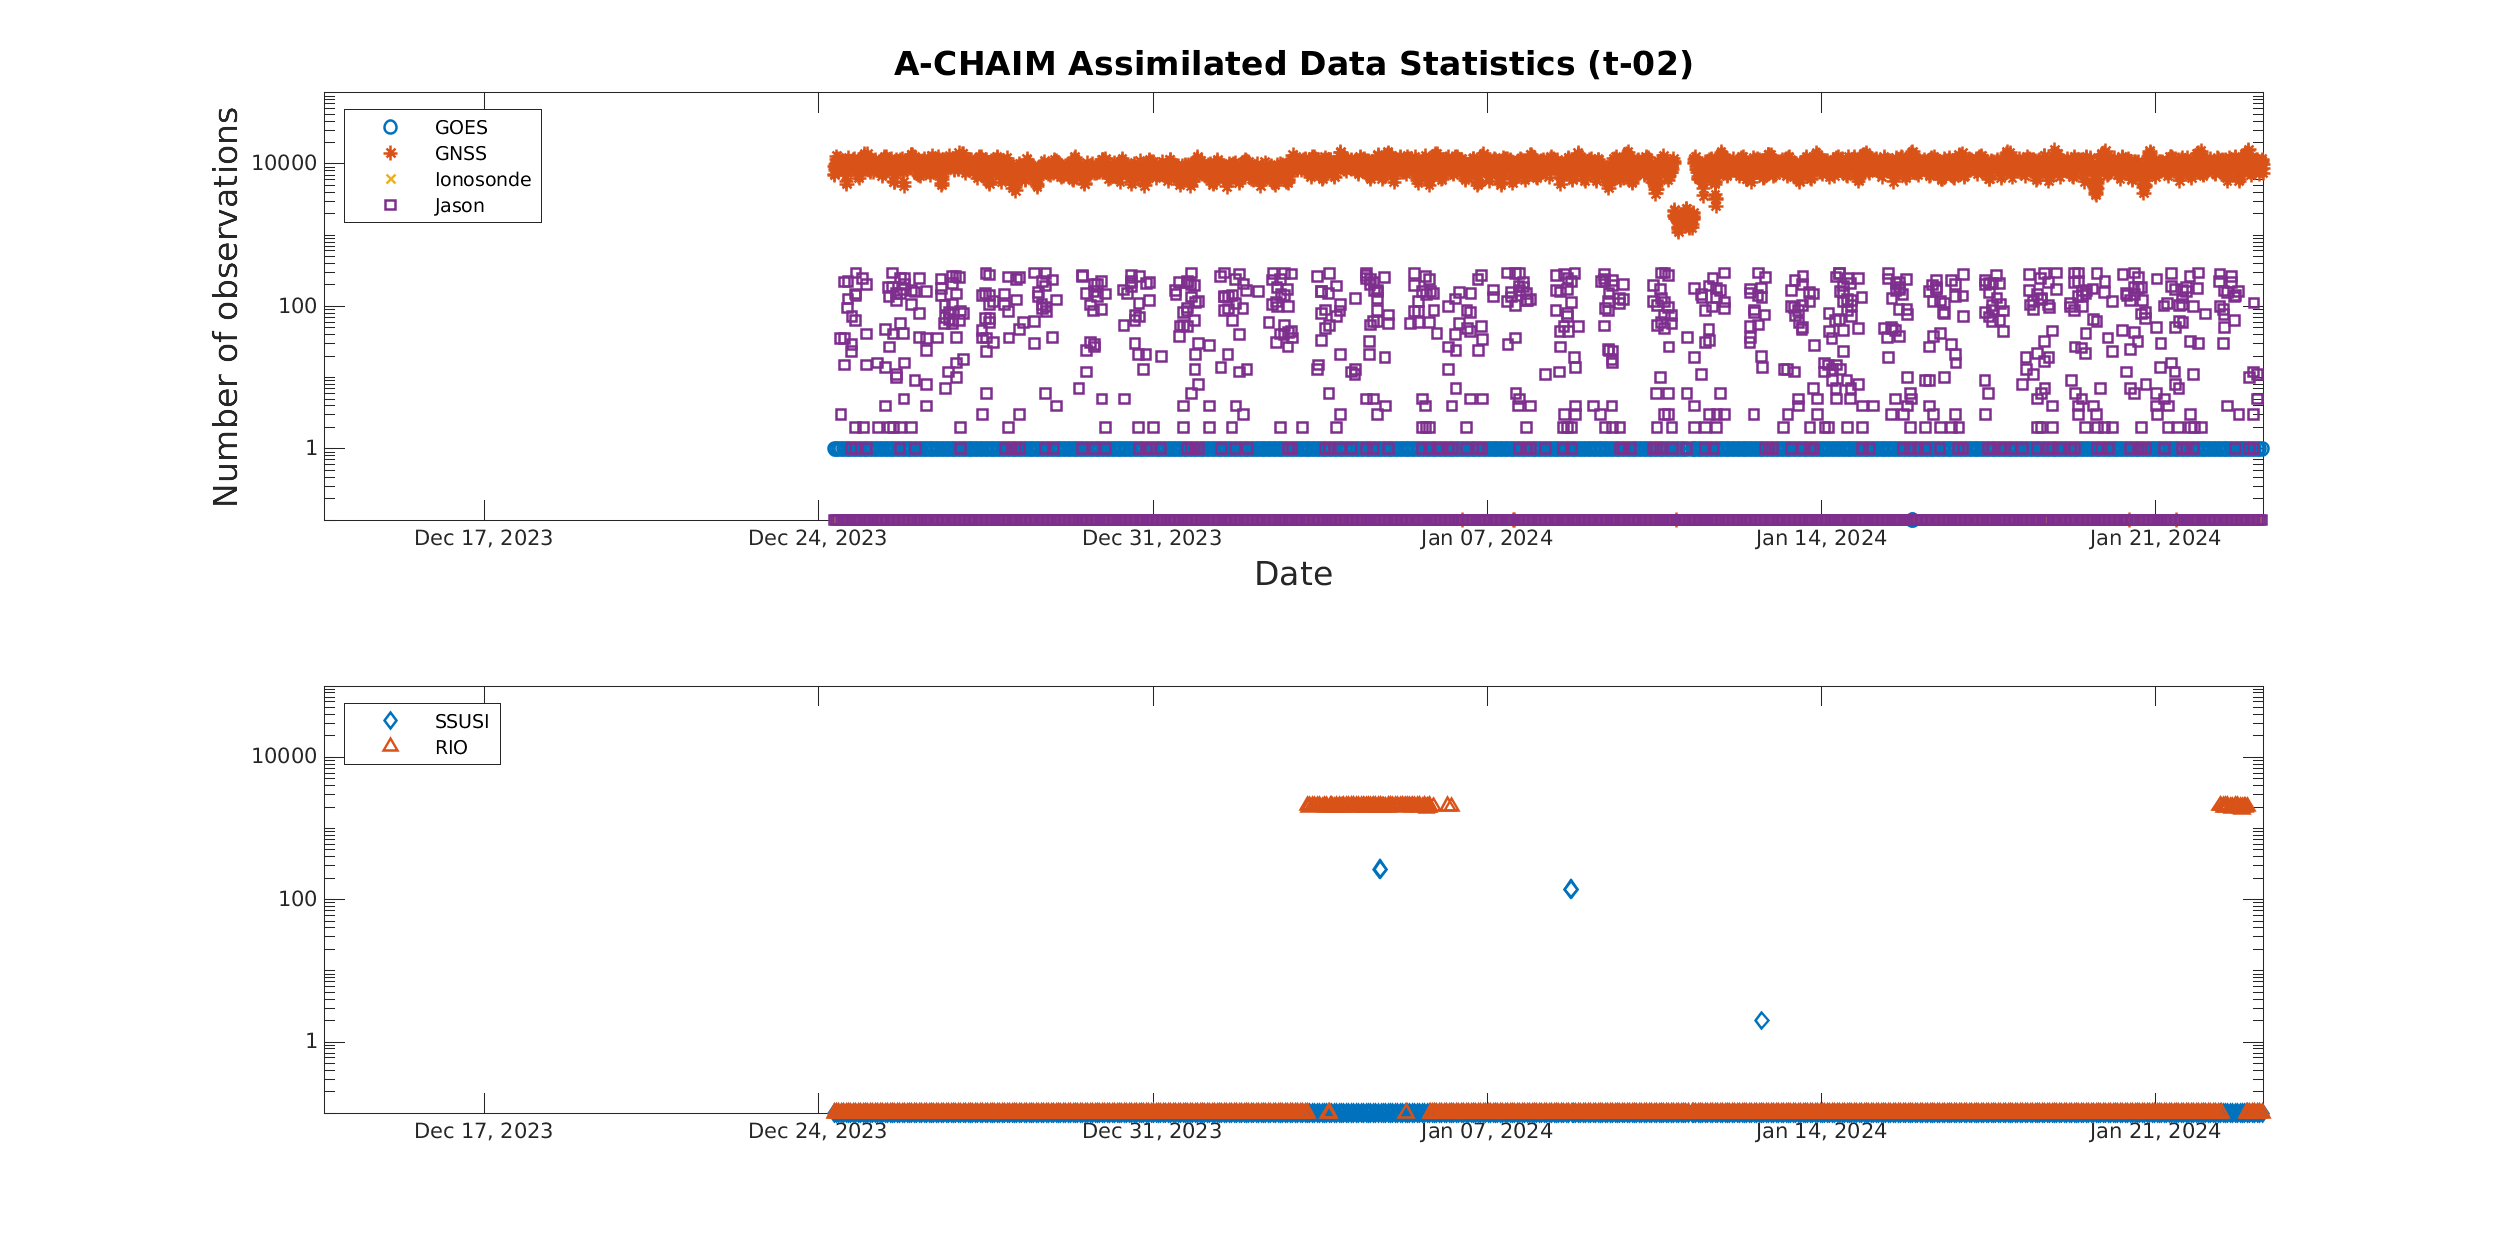 A-CHAIM Assimilated Data Statistics (t-02)
Number of observations
10000
100
1
GOES
GNSS
Ionosonde
Jason
Dec 17, 2023
Dec 24, 2023
Dec 31, 2023
Jan 07, 2024
Jan 14, 2024
Jan 21, 2024
Date
10000
100
1
SSUSI
RIO
Dec 17, 2023
Dec 24, 2023
Dec 31, 2023
Jan 07, 2024
Jan 14, 2024
Jan 21, 2024